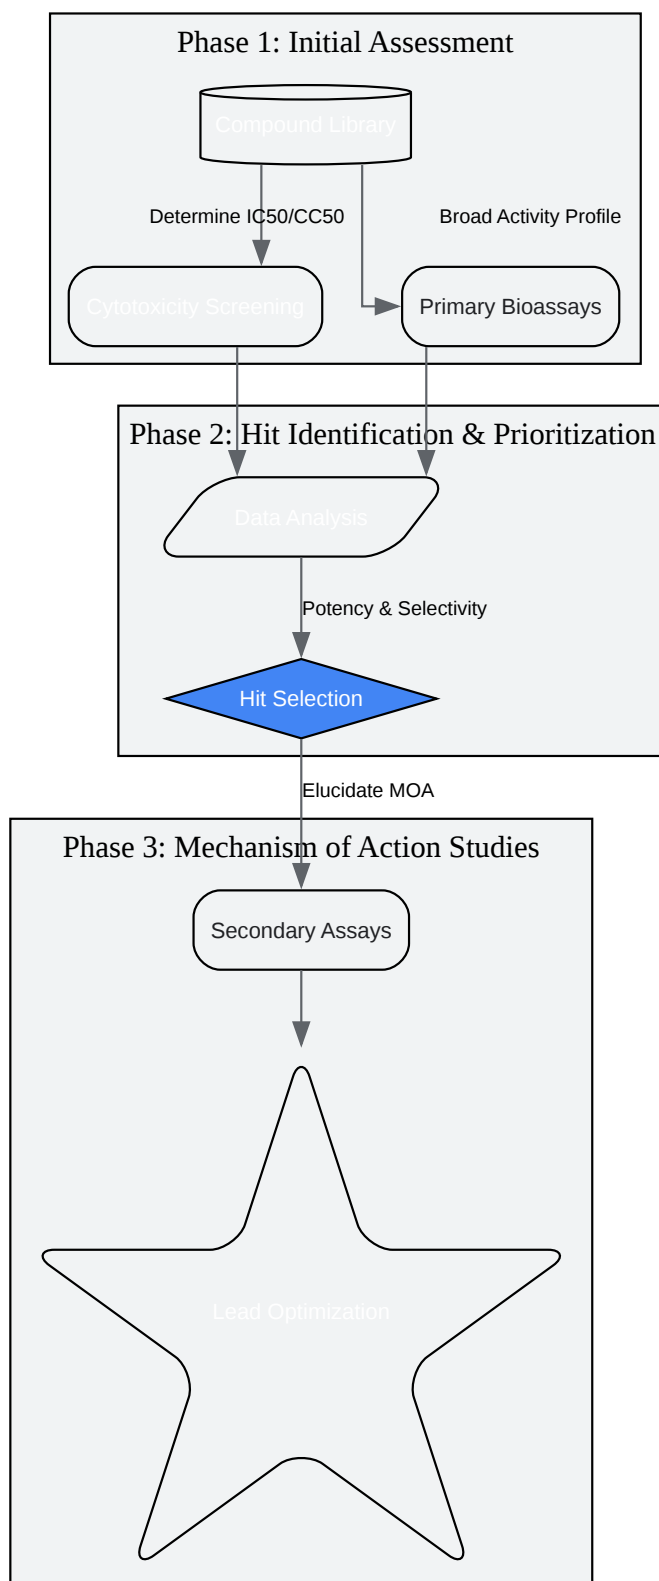 Phase 1: Initial Assessment
Compound Library
Determine IC50/CC50
Broad Activity Profile
Cytotoxicity Screening
Primary Bioassays
Phase 2: Hit Identification & Prioritization
Data Analysis
Potency & Selectivity
Hit Selection
Elucidate MOA
Phase 3: Mechanism of Action Studies
Secondary Assays
Lead Optimization